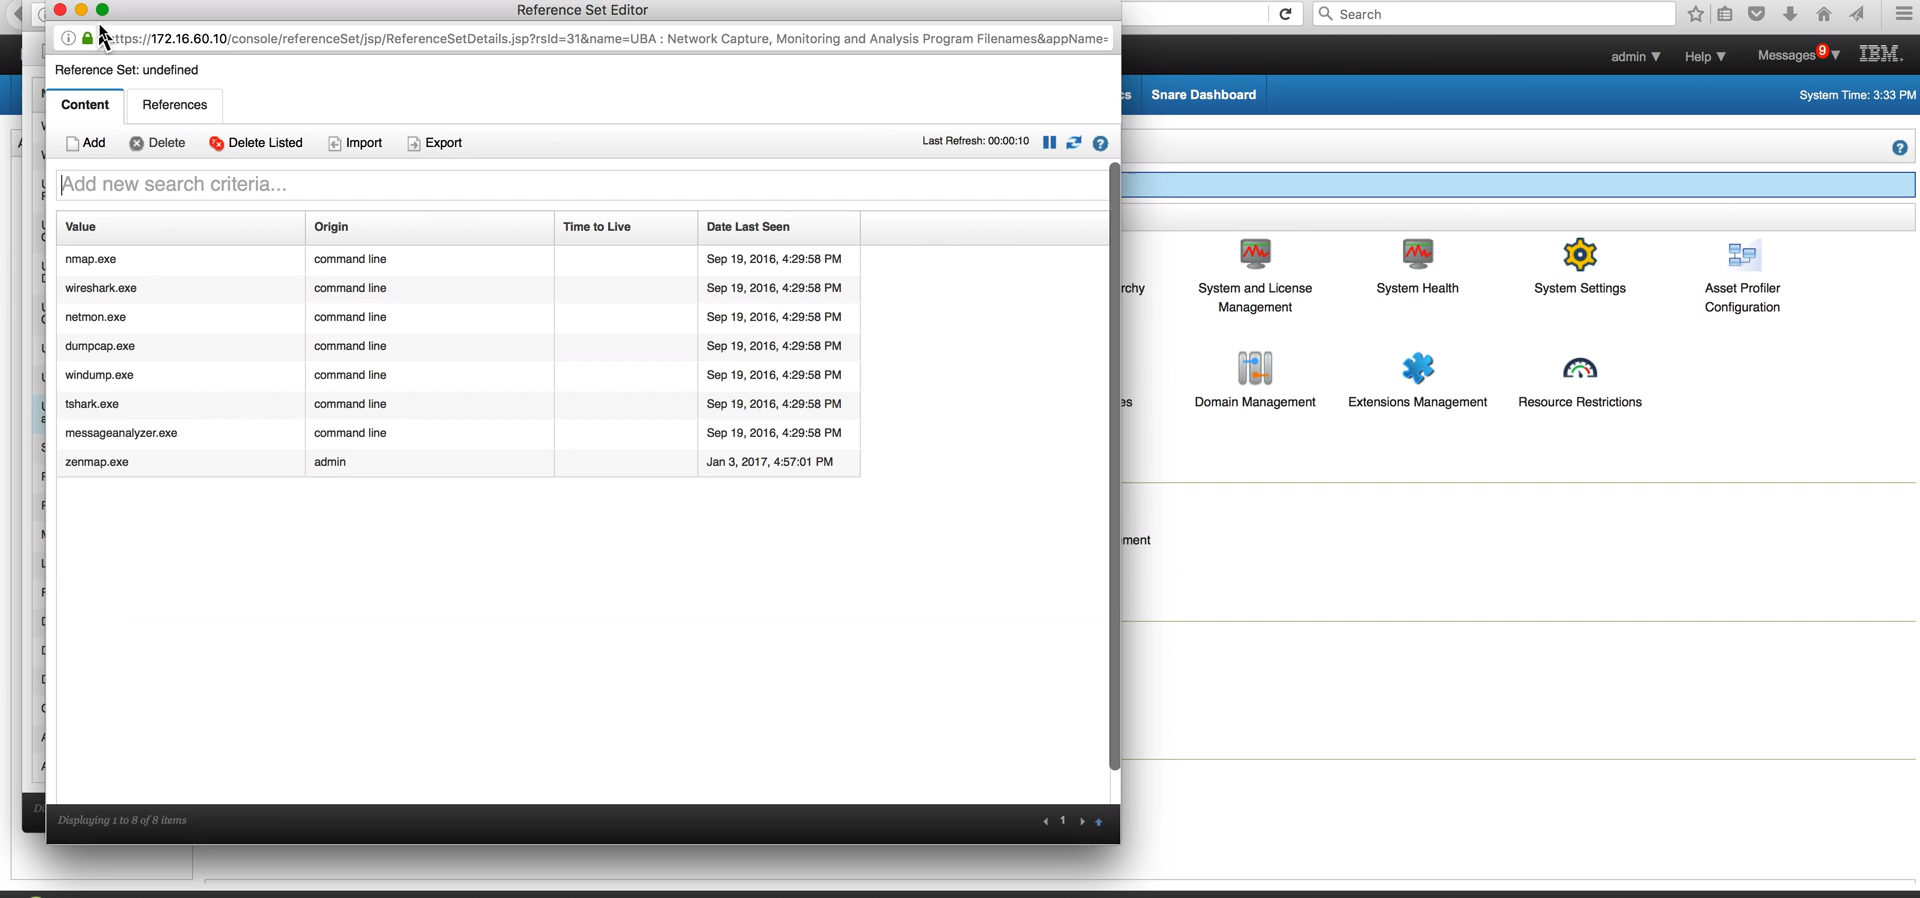 Reference Set Editor
Search
ttps://172.16.60.10/console/referenceSet/jsp/ReferenceSetDetails.jsp?rsId=31&name=UBA : Network Capture, Monitoring and Analysis Program Filenames&appName=
admin ▼ Help ▼ Messages 9 ▼ IBM.
Reference Set: undefined
cs Snare Dashboard System Time: 3:33 PM
Content References
Add Delete Delete Listed Import Export Last Refresh: 00:00:10
Add new search criteria...
Value Origin Time to Live Date Last Seen
nmap.exe command line Sep 19, 2016, 4:29:58 PM
wireshark.exe command line Sep 19, 2016, 4:29:58 PM
netmon.exe command line Sep 19, 2016, 4:29:58 PM
dumpcap.exe command line Sep 19, 2016, 4:29:58 PM
windump.exe command line Sep 19, 2016, 4:29:58 PM
tshark.exe command line Sep 19, 2016, 4:29:58 PM
messageanalyzer.exe command line Sep 19, 2016, 4:29:58 PM
zenmap.exe admin Jan 3, 2017, 4:57:01 PM
rchy System and License Management System Health System Settings Asset Profiler Configuration
es Domain Management Extensions Management Resource Restrictions
ment
Displaying 1 to 8 of 8 items 1